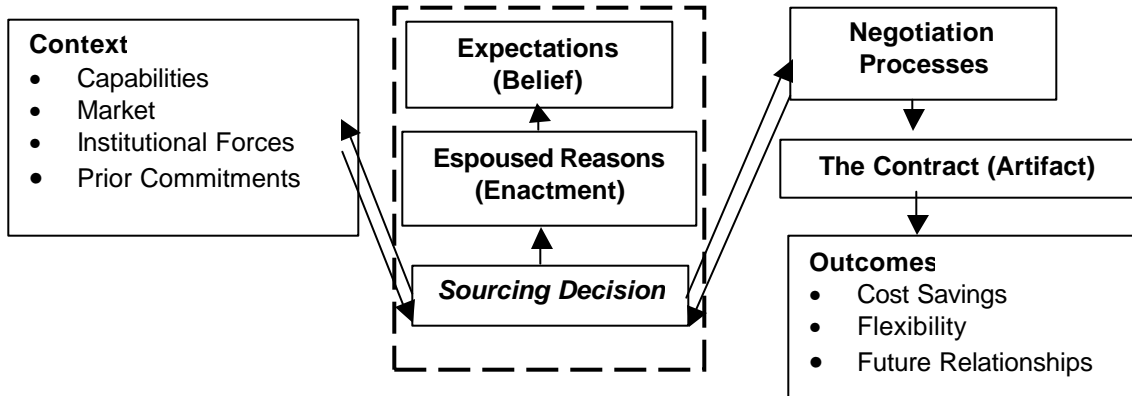 Context
• Capabilities
• Market
• Institutional Forces
• Prior Commitments
Expectations
(Belief)
Espoused Reasons
(Enactment)
Sourcing Decision
Negotiation
Processes
The Contract (Artifact)
Outcomes
• Cost Savings
• Flexibility
• Future Relationships